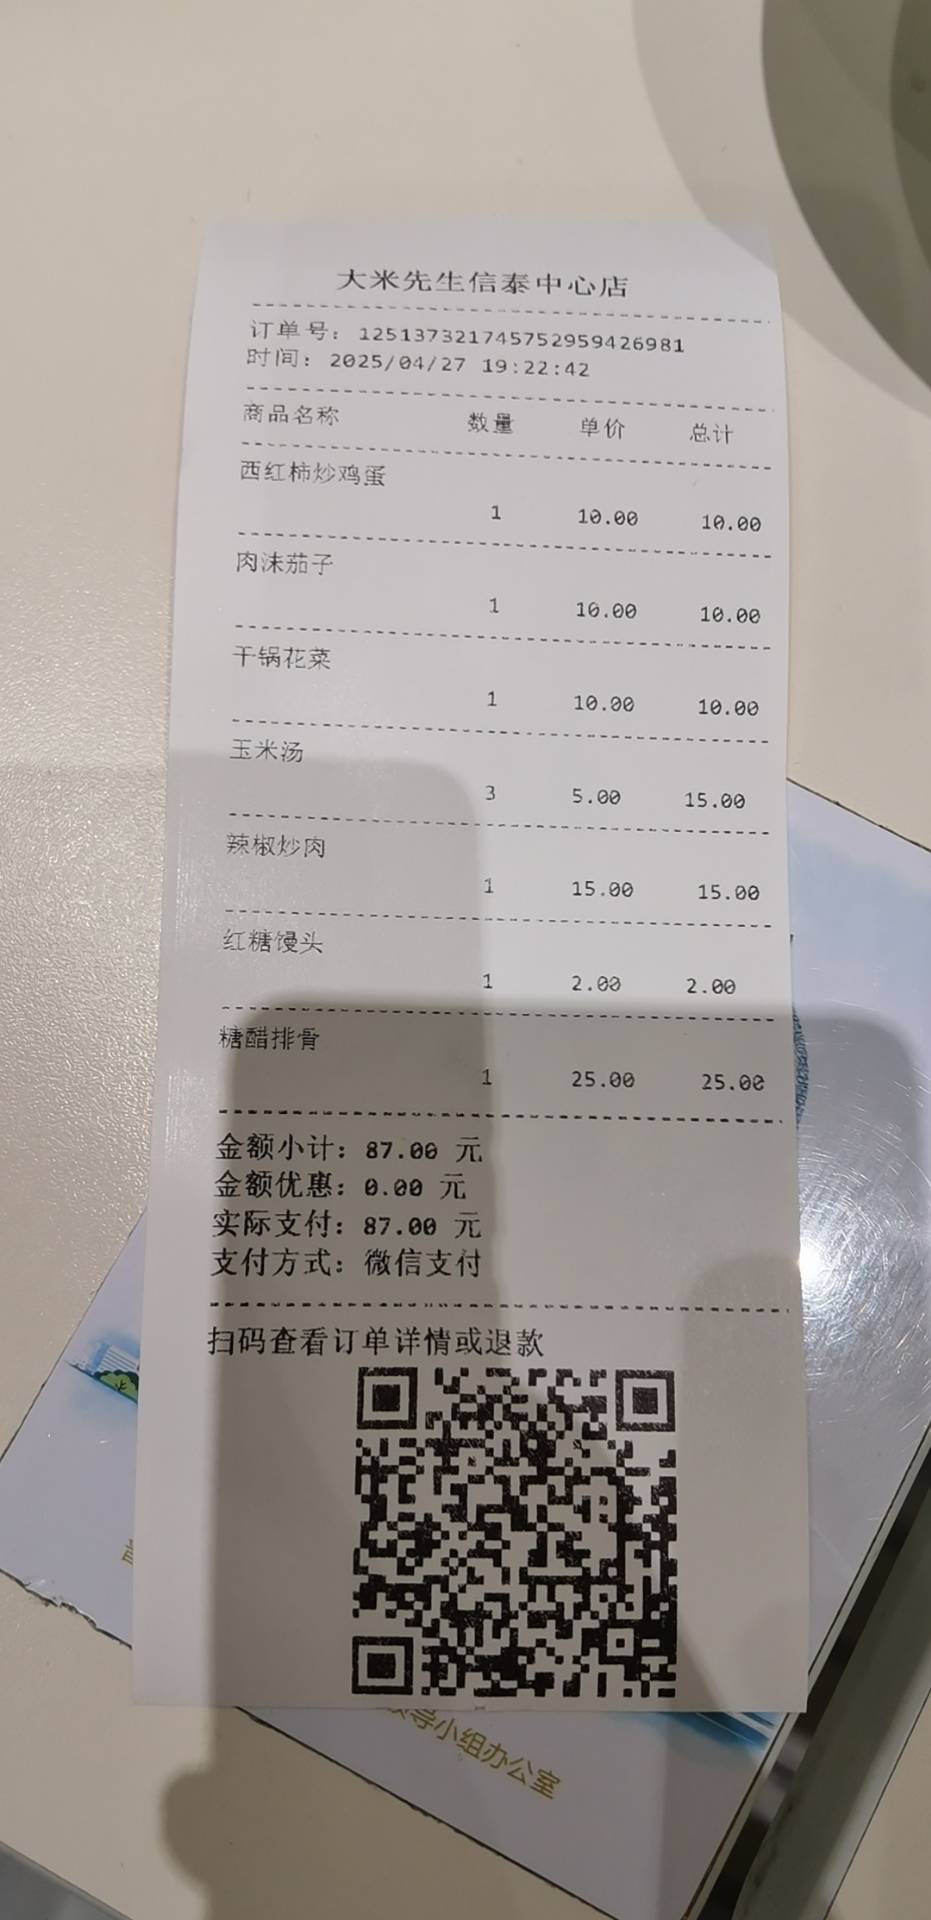 大米先生信泰中心店
订单号：125137321745752959426981
时间：2025/04/27 19:22:42
商品名称 数量 单价 总计
西红柿炒鸡蛋
1 10.00 10.00
肉沫茄子
1 10.00 10.00
干锅花菜
1 10.00 10.00
玉米汤
3 5.00 15.00
辣椒炒肉
1 15.00 15.00
红糖馒头
1 2.00 2.00
糖醋排骨
1 25.00 25.00
金额小计：87.00 元
金额优惠：0.00 元
实际支付：87.00 元
支付方式：微信支付
扫码查看订单详情或退款
导小组办公室